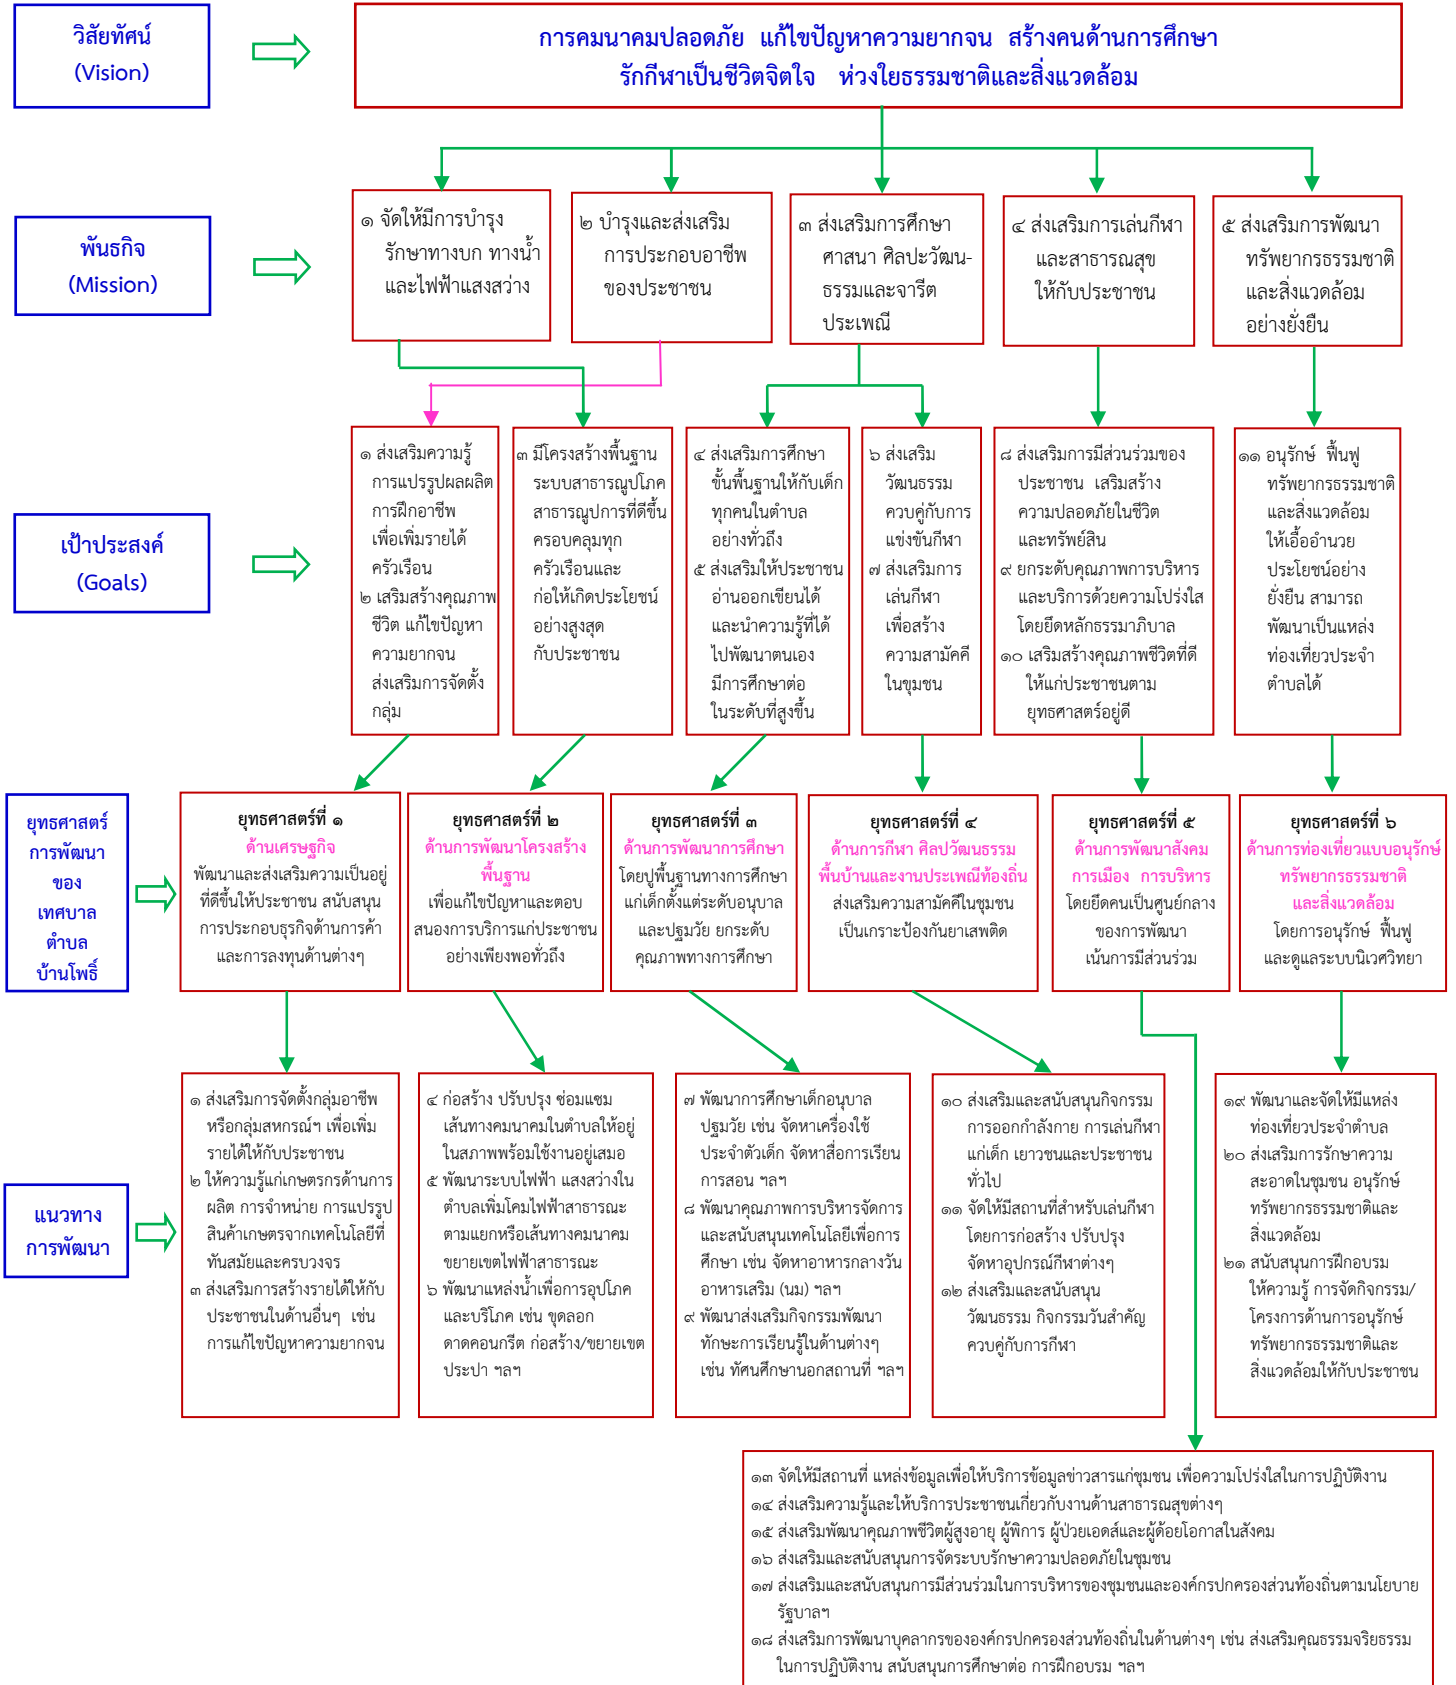 วิสัยทัศน์
(Vision)
การคมนาคมปลอดภัย แก้ไขปัญหาความยากจน สร้างคนด้านการศึกษา
รักกีฬาเป็นชีวิตจิตใจ ห่วงใยธรรมชาติและสิ่งแวดล้อม
พันธกิจ
(Mission)
๑ จัดให้มีการบำรุง
รักษาทางบก ทางน้ำ
และไฟฟ้าแสงสว่าง
๒ บำรุงและส่งเสริม
การประกอบอาชีพ
ของประชาชน
๓ ส่งเสริมการศึกษา
ศาสนา ศิลปะวัฒน-
ธรรมและจารีต
ประเพณี
๔ ส่งเสริมการเล่นกีฬา
และสาธารณสุข
ให้กับประชาชน
๕ ส่งเสริมการพัฒนา
ทรัพยากรธรรมชาติ
และสิ่งแวดล้อม
อย่างยั่งยืน
เป้าประสงค์
(Goals)
๑ ส่งเสริมความรู้
การแปรรูปผลผลิต
การฝึกอาชีพ
เพื่อเพิ่มรายได้
ครัวเรือน
๒ เสริมสร้างคุณภาพ
ชีวิต แก้ไขปัญหา
ความยากจน
ส่งเสริมการจัดตั้ง
กลุ่ม
๓ มีโครงสร้างพื้นฐาน
ระบบสาธารณูปโภค
สาธารณูปการที่ดีขึ้น
ครอบคลุมทุก
ครัวเรือนและ
ก่อให้เกิดประโยชน์
อย่างสูงสุด
กับประชาชน
๔ ส่งเสริมการศึกษา
ขั้นพื้นฐานให้กับเด็ก
ทุกคนในตำบล
อย่างทั่วถึง
๕ ส่งเสริมให้ประชาชน
อ่านออกเขียนได้
และนำความรู้ที่ได้
ไปพัฒนาตนเอง
มีการศึกษาต่อ
ในระดับที่สูงขึ้น
๖ ส่งเสริม
วัฒนธรรม
ควบคู่กับการ
แข่งขันกีฬา
๗ ส่งเสริมการ
เล่นกีฬา
เพื่อสร้าง
ความสามัคคี
ในขุมชน
๘ ส่งเสริมการมีส่วนร่วมของ
ประชาชน เสริมสร้าง
ความปลอดภัยในชีวิต
และทรัพย์สิน
๙ ยกระดับคุณภาพการบริหาร
และบริการด้วยความโปร่งใส
โดยยึดหลักธรรมาภิบาล
๑๐ เสริมสร้างคุณภาพชีวิตที่ดี
ให้แก่ประชาชนตาม
ยุทธศาสตร์อยู่ดี
๑๑ อนุรักษ์ ฟื้นฟู
ทรัพยากรธรรมชาติ
และสิ่งแวดล้อม
ให้เอื้ออำนวย
ประโยชน์อย่าง
ยั่งยืน สามารถ
พัฒนาเป็นแหล่ง
ท่องเที่ยวประจำ
ตำบลได้
ยุทธศาสตร์
การพัฒนา
ของ
เทศบาล
ตำบล
บ้านโพธิ์
ยุทธศาสตร์ที่ ๑
ด้านเศรษฐกิจ
พัฒนาและส่งเสริมความเป็นอยู่
ที่ดีขึ้นให้ประชาชน สนับสนุน
การประกอบธุรกิจด้านการค้า
และการลงทุนด้านต่างๆ
ยุทธศาสตร์ที่ ๒
ด้านการพัฒนาโครงสร้าง
พื้นฐาน
เพื่อแก้ไขปัญหาและตอบ
สนองการบริการแก่ประชาชน
อย่างเพียงพอทั่วถึง
ยุทธศาสตร์ที่ ๓
ด้านการพัฒนาการศึกษา
โดยปูพื้นฐานทางการศึกษา
แก่เด็กตั้งแต่ระดับอนุบาล
และปฐมวัย ยกระดับ
คุณภาพทางการศึกษา
ยุทธศาสตร์ที่ ๔
ด้านการกีฬา ศิลปวัฒนธรรม
พื้นบ้านและงานประเพณีท้องถิ่น
ส่งเสริมความสามัคคีในชุมชน
เป็นเกราะป้องกันยาเสพติด
ยุทธศาสตร์ที่ ๕
ด้านการพัฒนาสังคม
การเมือง การบริหาร
โดยยึดคนเป็นศูนย์กลาง
ของการพัฒนา
เน้นการมีส่วนร่วม
ยุทธศาสตร์ที่ ๖
ด้านการท่องเที่ยวแบบอนุรักษ์
ทรัพยากรธรรมชาติ
และสิ่งแวดล้อม
โดยการอนุรักษ์ ฟื้นฟู
และดูแลระบบนิเวศวิทยา
แนวทาง
การพัฒนา
๑ ส่งเสริมการจัดตั้งกลุ่มอาชีพ
หรือกลุ่มสหกรณ์ฯ เพื่อเพิ่ม
รายได้ให้กับประชาชน
๒ ให้ความรู้แก่เกษตรกรด้านการ
ผลิต การจำหน่าย การแปรรูป
สินค้าเกษตรจากเทคโนโลยีที่
ทันสมัยและครบวงจร
๓ ส่งเสริมการสร้างรายได้ให้กับ
ประชาชนในด้านอื่นๆ เช่น
การแก้ไขปัญหาความยากจน
๔ ก่อสร้าง ปรับปรุง ซ่อมแซม
เส้นทางคมนาคมในตำบลให้อยู่
ในสภาพพร้อมใช้งานอยู่เสมอ
๕ พัฒนาระบบไฟฟ้า แสงสว่างใน
ตำบลเพิ่มโคมไฟฟ้าสาธารณะ
ตามแยกหรือเส้นทางคมนาคม
ขยายเขตไฟฟ้าสาธารณะ
๖ พัฒนาแหล่งน้ำเพื่อการอุปโภค
และบริโภค เช่น ขุดลอก
ดาดคอนกรีต ก่อสร้าง/ขยายเขต
ประปา ฯลฯ
๗ พัฒนาการศึกษาเด็กอนุบาล
ปฐมวัย เช่น จัดหาเครื่องใช้
ประจำตัวเด็ก จัดหาสื่อการเรียน
การสอน ฯลฯ
๘ พัฒนาคุณภาพการบริหารจัดการ
และสนับสนุนเทคโนโลยีเพื่อการ
ศึกษา เช่น จัดหาอาหารกลางวัน
อาหารเสริม (นม) ฯลฯ
๙ พัฒนาส่งเสริมกิจกรรมพัฒนา
ทักษะการเรียนรู้ในด้านต่างๆ
เช่น ทัศนศึกษานอกสถานที่ ฯลฯ
๑๐ ส่งเสริมและสนับสนุนกิจกรรม
การออกกำลังกาย การเล่นกีฬา
แก่เด็ก เยาวชนและประชาชน
ทั่วไป
๑๑ จัดให้มีสถานที่สำหรับเล่นกีฬา
โดยการก่อสร้าง ปรับปรุง
จัดหาอุปกรณ์กีฬาต่างๆ
๑๒ ส่งเสริมและสนับสนุน
วัฒนธรรม กิจกรรมวันสำคัญ
ควบคู่กับการกีฬา
๑๙ พัฒนาและจัดให้มีแหล่ง
ท่องเที่ยวประจำตำบล
๒๐ ส่งเสริมการรักษาความ
สะอาดในชุมชน อนุรักษ์
ทรัพยากรธรรมชาติและ
สิ่งแวดล้อม
๒๑ สนับสนุนการฝึกอบรม
ให้ความรู้ การจัดกิจกรรม/
โครงการด้านการอนุรักษ์
ทรัพยากรธรรมชาติและ
สิ่งแวดล้อมให้กับประชาชน
๑๓ จัดให้มีสถานที่ แหล่งข้อมูลเพื่อให้บริการข้อมูลข่าวสารแก่ชุมชน เพื่อความโปร่งใสในการปฏิบัติงาน
๑๔ ส่งเสริมความรู้และให้บริการประชาชนเกี่ยวกับงานด้านสาธารณสุขต่างๆ
๑๕ ส่งเสริมพัฒนาคุณภาพชีวิตผู้สูงอายุ ผู้พิการ ผู้ป่วยเอดส์และผู้ด้อยโอกาสในสังคม
๑๖ ส่งเสริมและสนับสนุนการจัดระบบรักษาความปลอดภัยในชุมชน
๑๗ ส่งเสริมและสนับสนุนการมีส่วนร่วมในการบริหารของชุมชนและองค์กรปกครองส่วนท้องถิ่นตามนโยบาย
รัฐบาลฯ
๑๘ ส่งเสริมการพัฒนาบุคลากรขององค์กรปกครองส่วนท้องถิ่นในด้านต่างๆ เช่น ส่งเสริมคุณธรรมจริยธรรม
ในการปฏิบัติงาน สนับสนุนการศึกษาต่อ การฝึกอบรม ฯลฯ